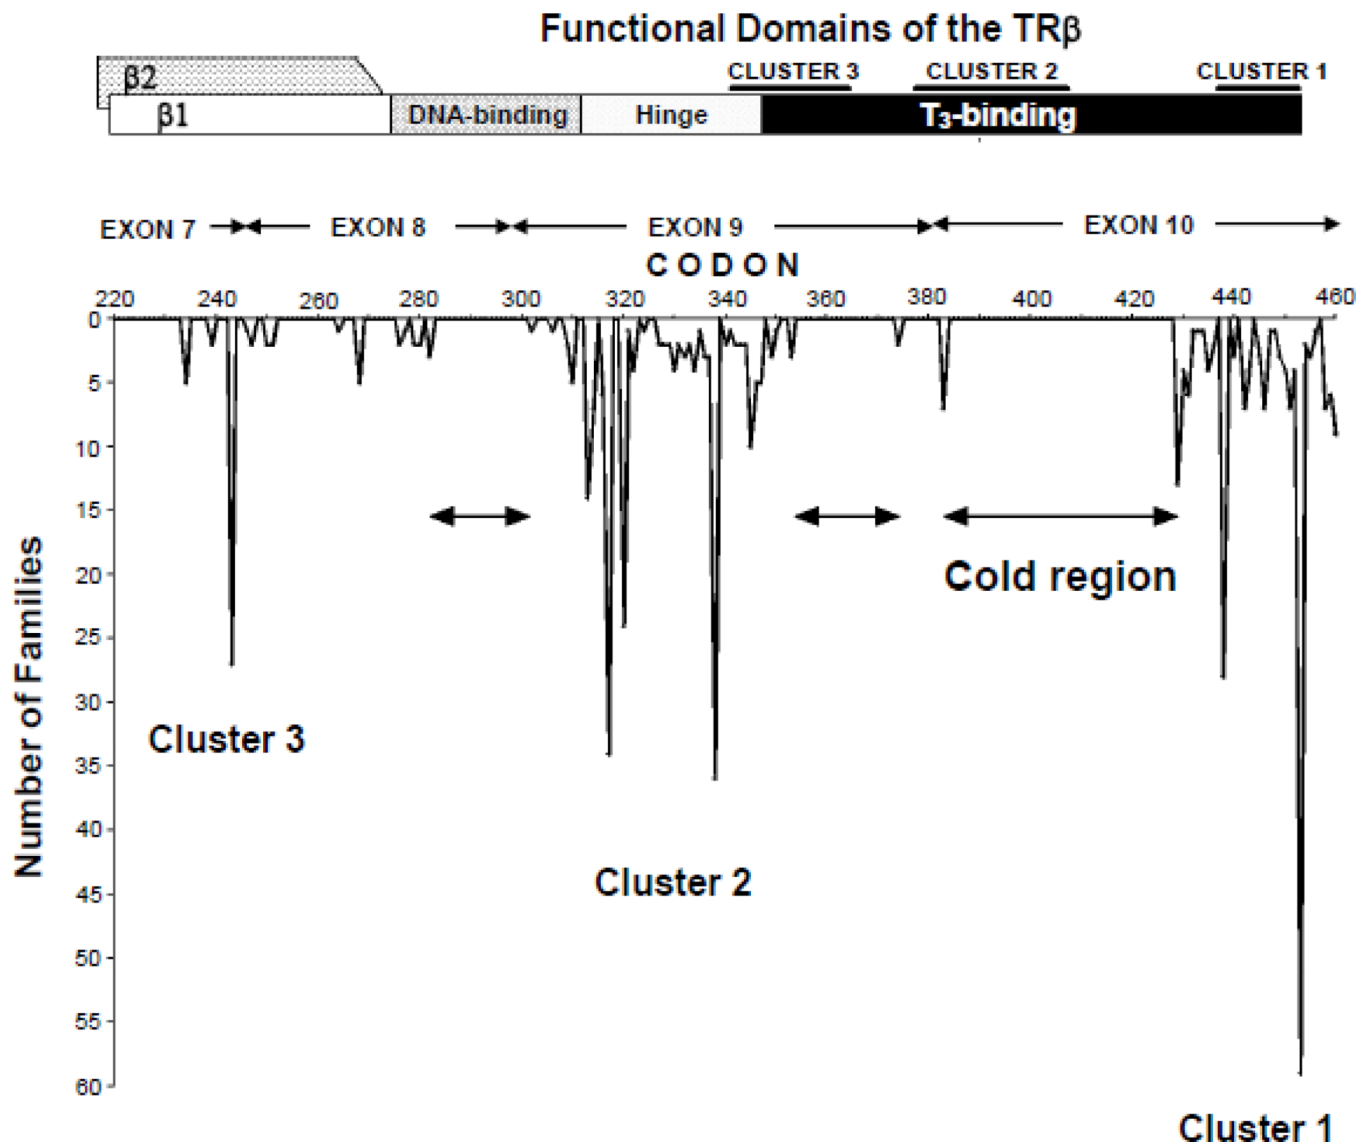 Functional Domains of the TRβ
β2
CLUSTER 3 CLUSTER 2 CLUSTER 1
β1 DNA-binding Hinge T₃-binding
EXON 7 EXON 8 EXON 9 EXON 10
CODON
220 240 260 280 300 320 340 360 380 400 420 440 460
0
5
10
15
20
25
30
35
40
45
50
55
60
Number of Families
Cold region
Cluster 3
Cluster 2
Cluster 1